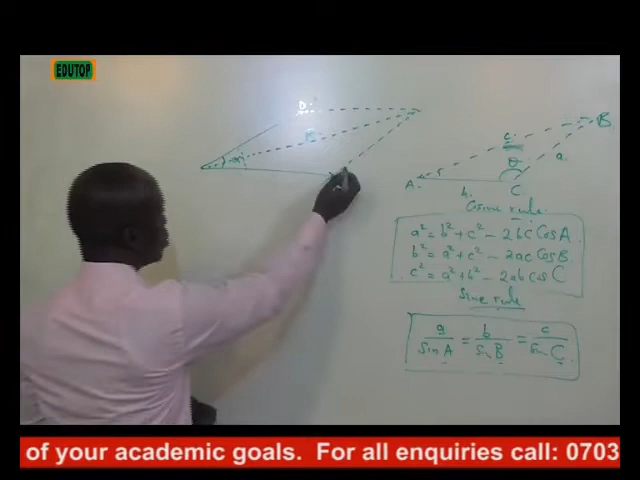 EDUTOP
D
B
c
θ
a
A
b
C
Cosine rule
a² = b² + c² - 2bc Cos A
b² = a² + c² - 2ac Cos B
c² = a² + b² - 2ab cos C
Sine rule
a/Sin A = b/Sin B = c/Sin C
of your academic goals. For all enquiries call: 0703